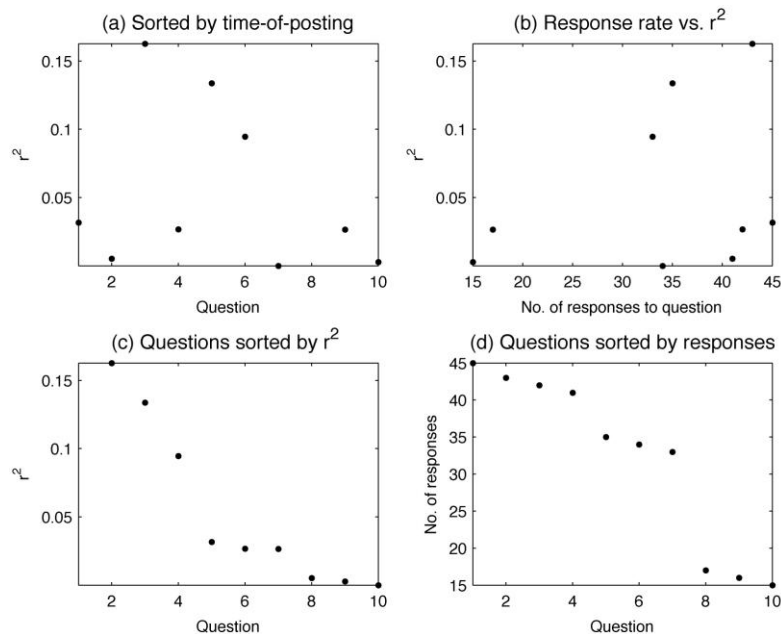 (a) Sorted by time-of-posting
0.15
0.1
0.05
r²
2 4 6 8 10
Question
(b) Response rate vs. r²
0.15
0.1
0.05
r²
15 20 25 30 35 40 45
No. of responses to question
(c) Questions sorted by r²
0.15
0.1
0.05
r²
2 4 6 8 10
Question
(d) Questions sorted by responses
45
40
35
30
25
20
15
No. of responses
2 4 6 8 10
Question